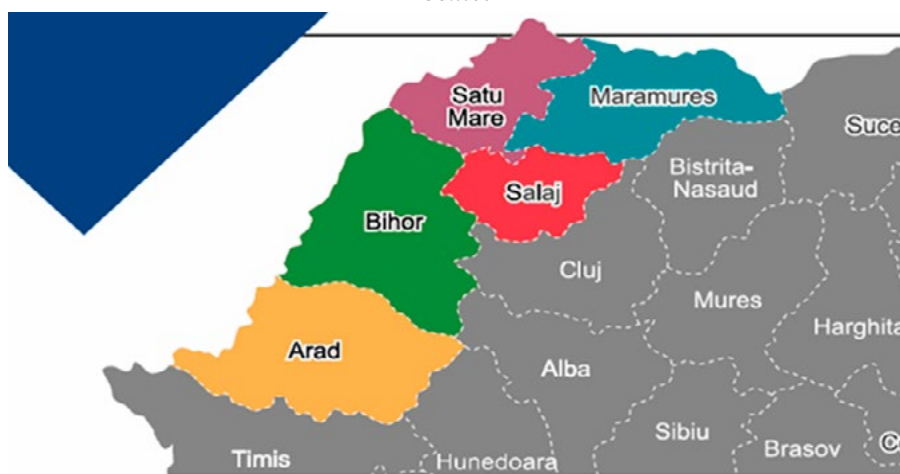 Satu
Mare
Maramures
Suce
Bistrita-
Nasaud
Salaj
Bihor
Cluj
Mures
Harghita
Arad
Alba
Sibiu
Brasov
Timis
Hunedoara